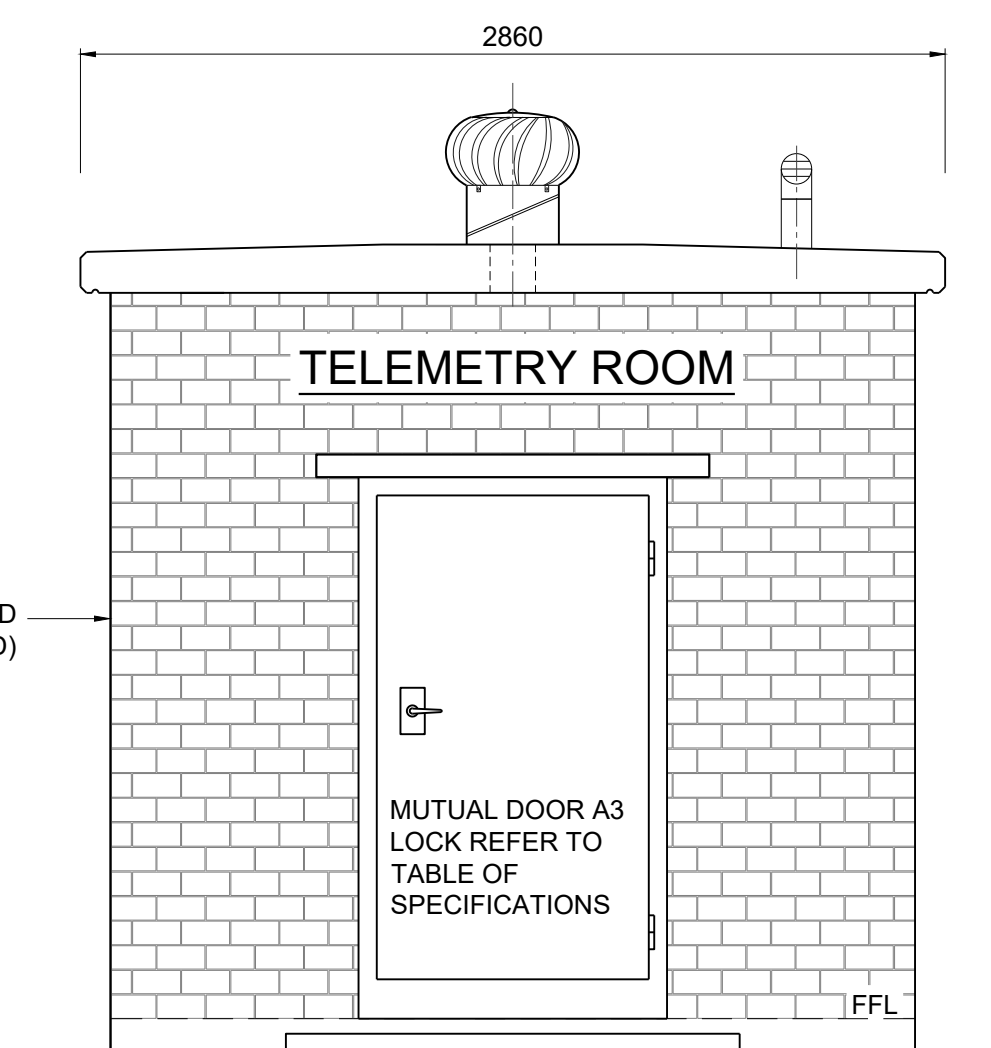 2860
TELEMETRY ROOM
D
)
MUTUAL DOOR A3
LOCK REFER TO
TABLE OF
SPECIFICATIONS
FFL